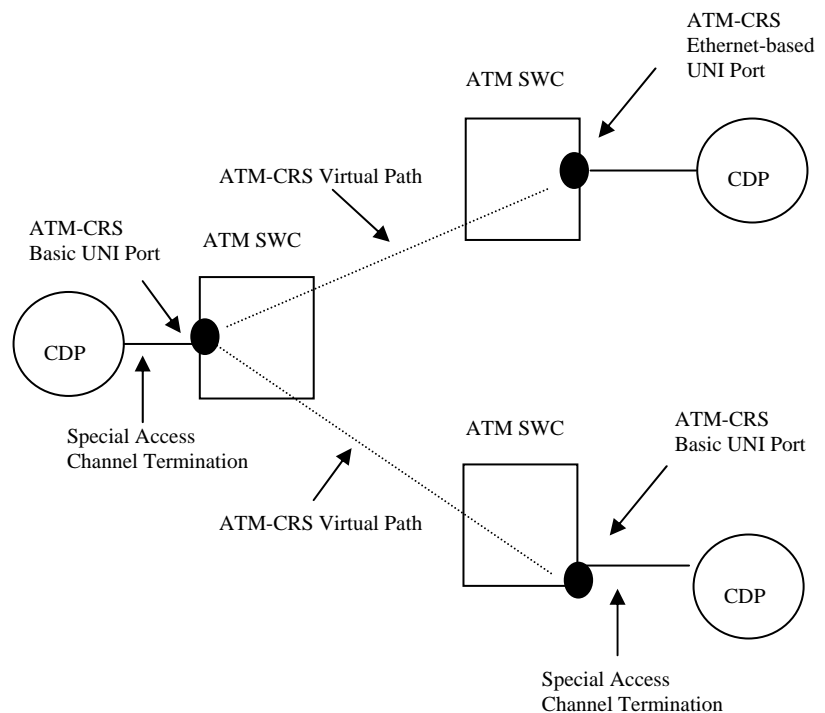 ATM-CRS
Ethernet-based
UNI Port
ATM SWC
CDP
ATM-CRS Virtual Path
ATM-CRS
Basic UNI Port
ATM SWC
CDP
Special Access
Channel Termination
ATM-CRS Virtual Path
ATM SWC
ATM-CRS
Basic UNI Port
CDP
Special Access
Channel Termination